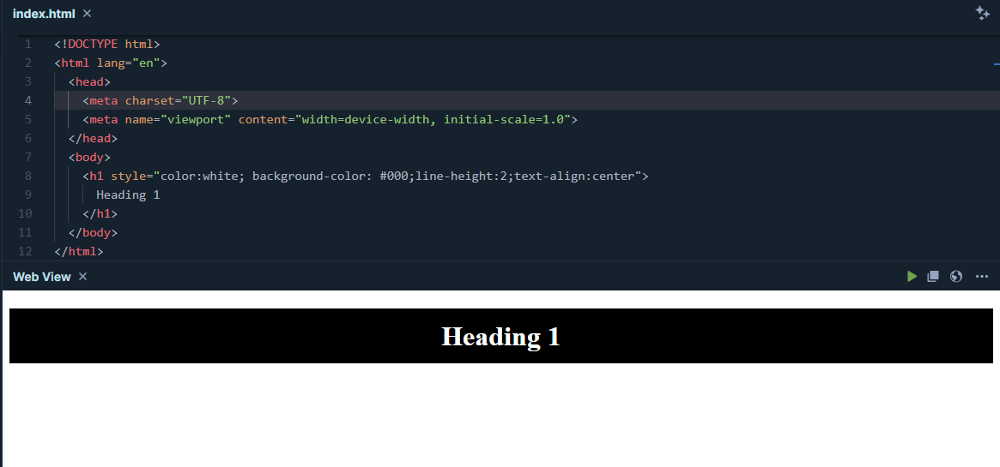 index.html
1 <!DOCTYPE html>
2 <html lang="en">
3   <head>
4     <meta charset="UTF-8">
5     <meta name="viewport" content="width=device-width, initial-scale=1.0">
6   </head>
7   <body>
8     <h1 style="color:white; background-color: #000;line-height:2;text-align:center">
9       Heading 1
10     </h1>
11   </body>
12 </html>
Web View
Heading 1